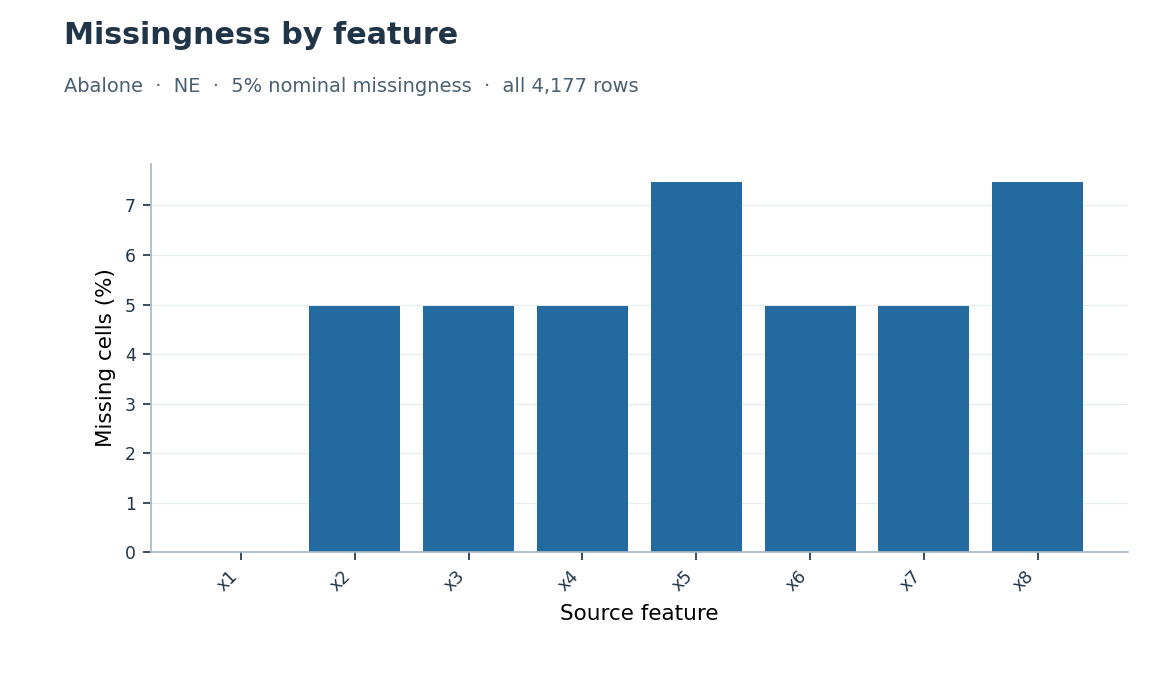 Missingness by feature
Abalone · NE · 5% nominal missingness · all 4,177 rows
Missing cells (%)
7
6
5
4
3
2
1
0
x1 x2 x3 x4 x5 x6 x7 x8
Source feature